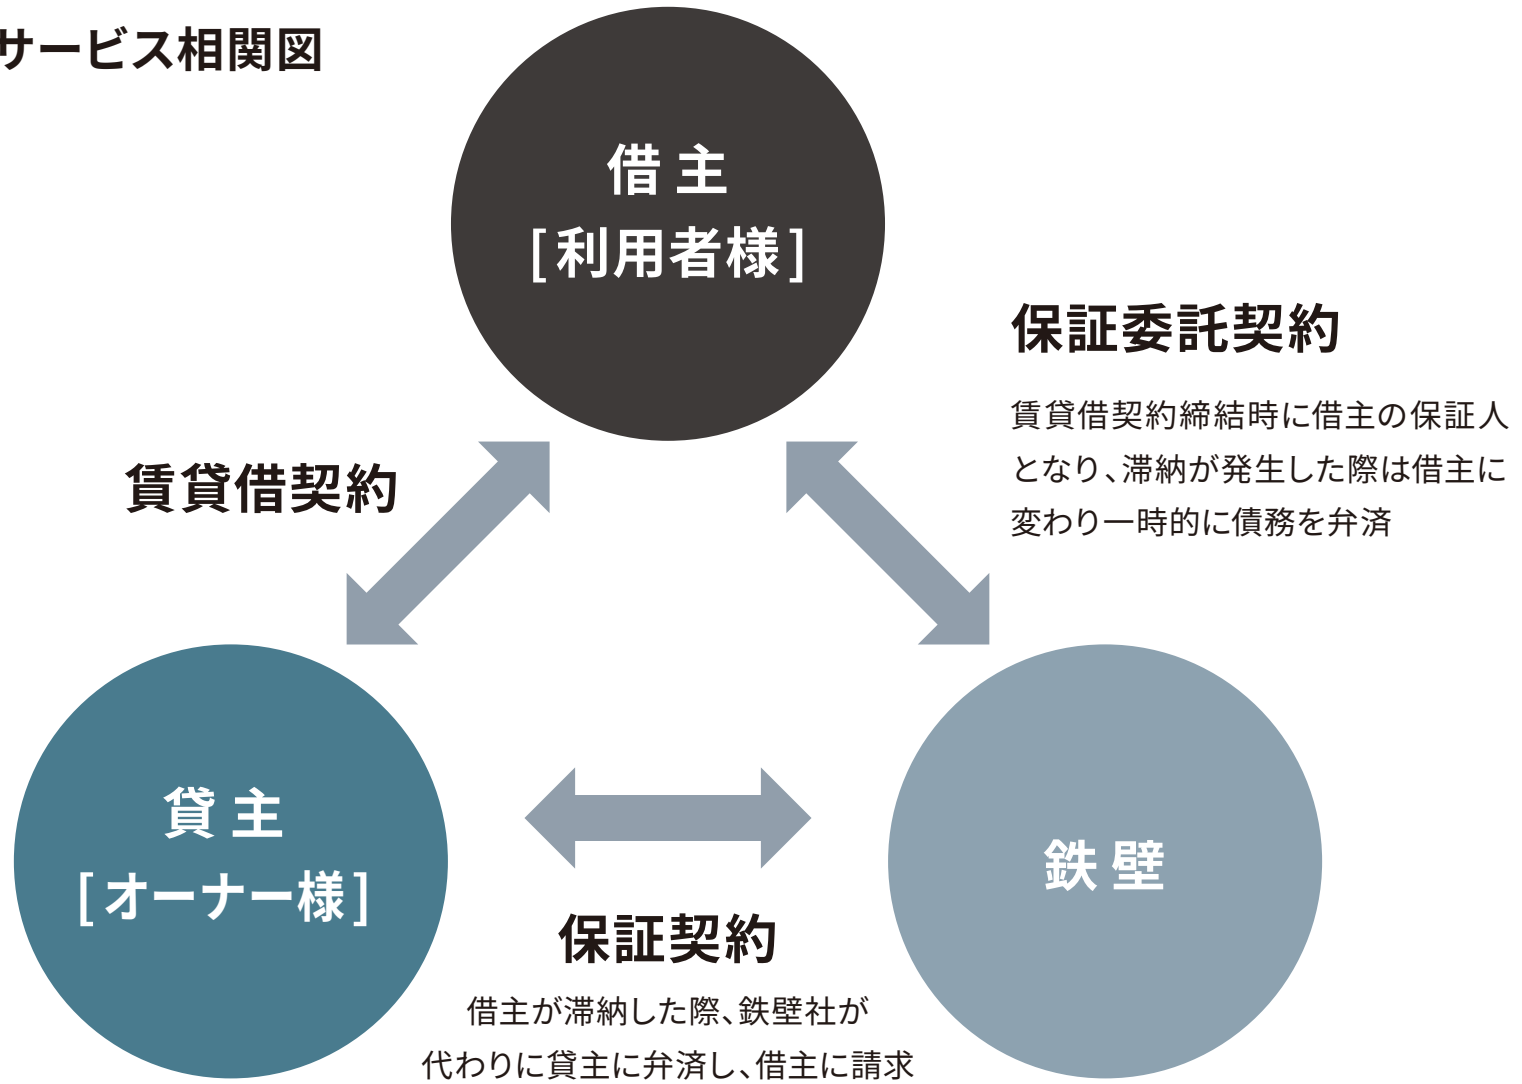 サービス相関図
借主
[利用者様]
保証委託契約
賃貸借契約締結時に借主の保証人
となり、滞納が発生した際は借主に
変わり一時的に債務を弁済
賃貸借契約
貸主
[オーナー様]
鉄壁
保証契約
借主が滞納した際、鉄壁社が
代わりに貸主に弁済し、借主に請求